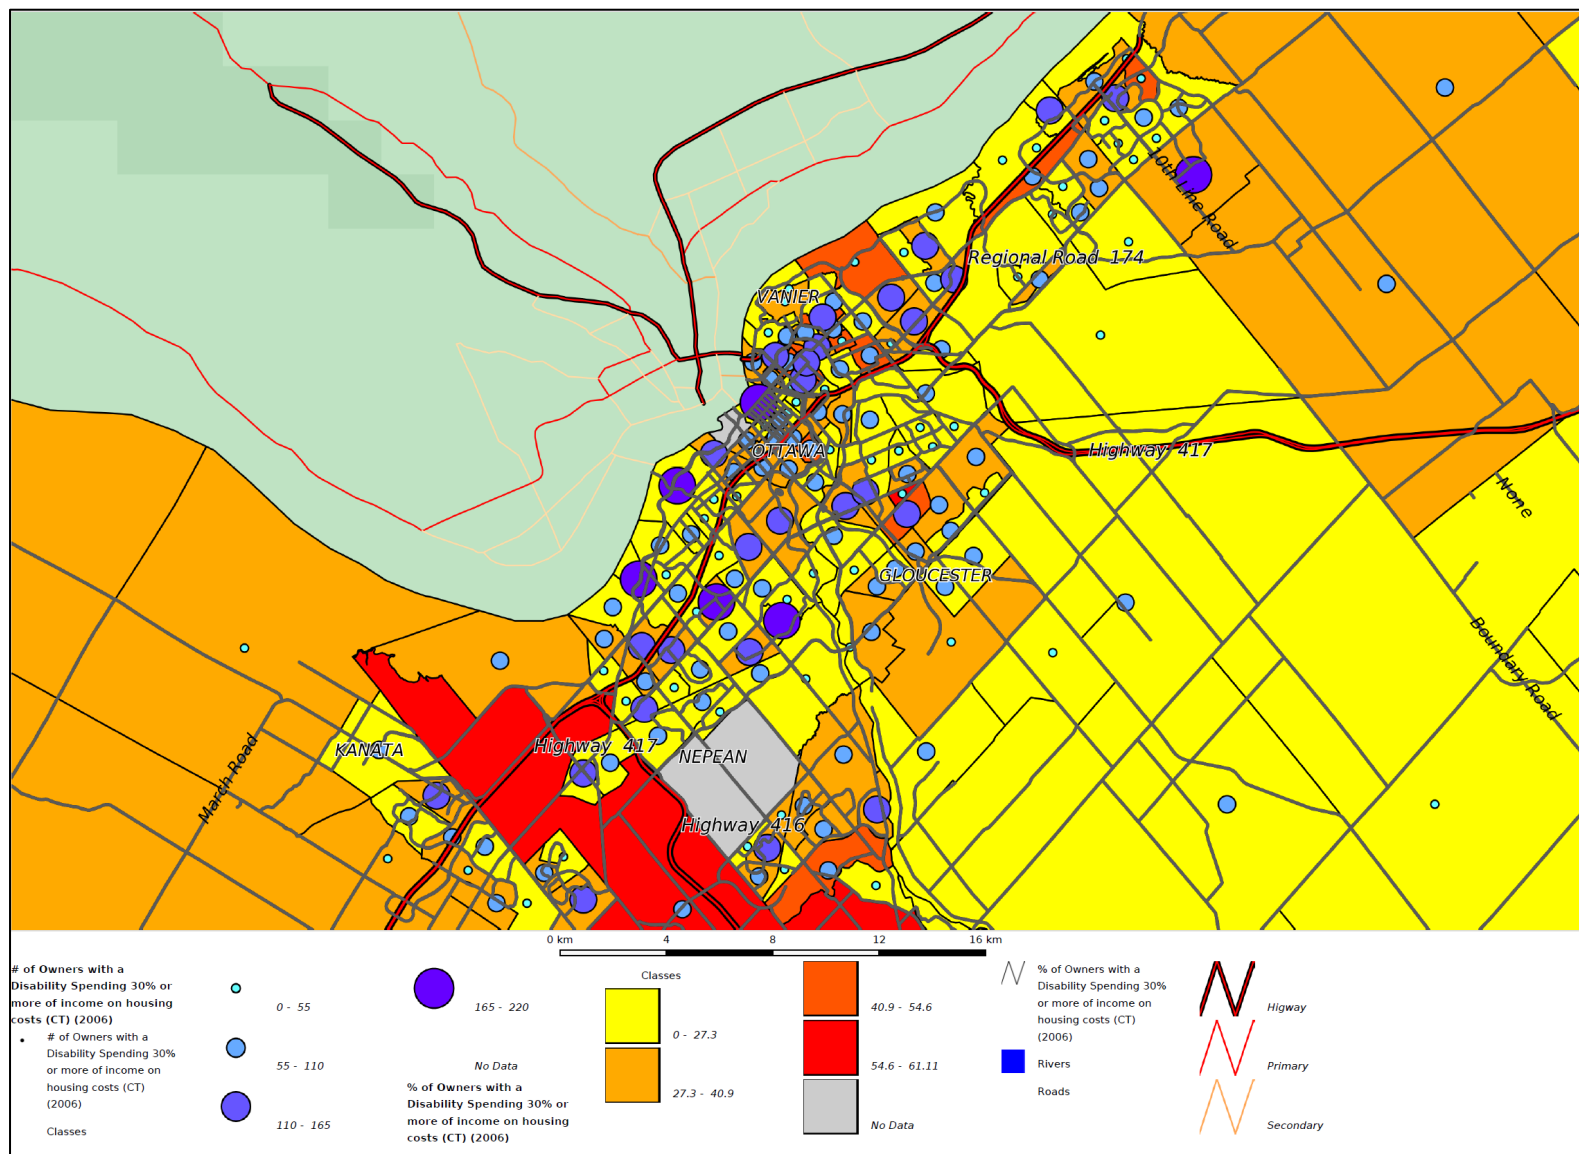 10th Line Road
Regional Road 174
VANIER
Highway 417
OTTAWA
None
GLOUCESTER
Boundary Road
March Road
KANATA
Highway 417
NEPEAN
Highway 416
0 km 4 8 12 16 km
# of Owners with a
Disability Spending 30% or
more of income on housing
costs (CT) (2006)
# of Owners with a
Disability Spending 30%
or more of income on
housing costs (CT)
(2006)
Classes
0 - 55
55 - 110
110 - 165
165 - 220
No Data
% of Owners with a
Disability Spending 30% or
more of income on housing
costs (CT) (2006)
Classes
0 - 27.3
27.3 - 40.9
40.9 - 54.6
54.6 - 61.11
No Data
% of Owners with a
Disability Spending 30%
or more of income on
housing costs (CT)
(2006)
Rivers
Roads
Higway
Primary
Secondary